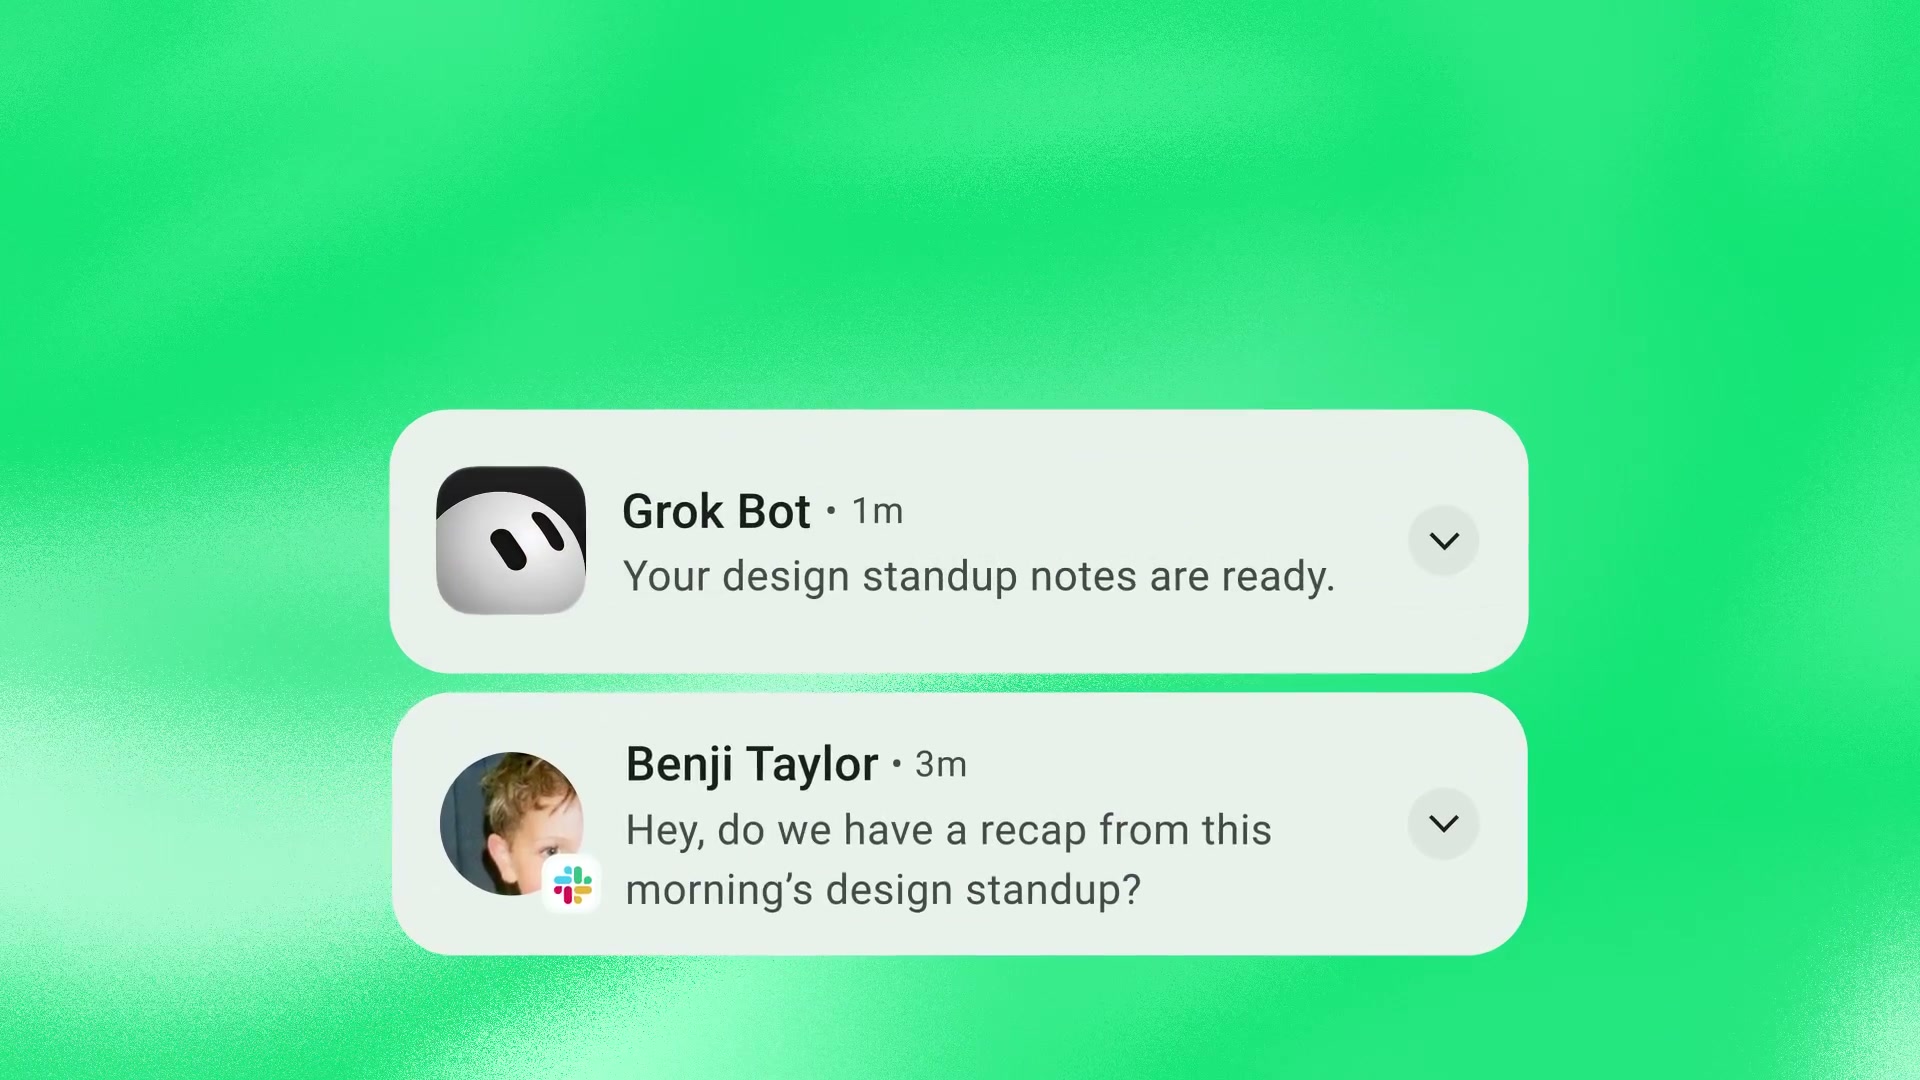 Grok Bot • 1m
Your design standup notes are ready.
Benji Taylor • 3m
Hey, do we have a recap from this
morning’s design standup?